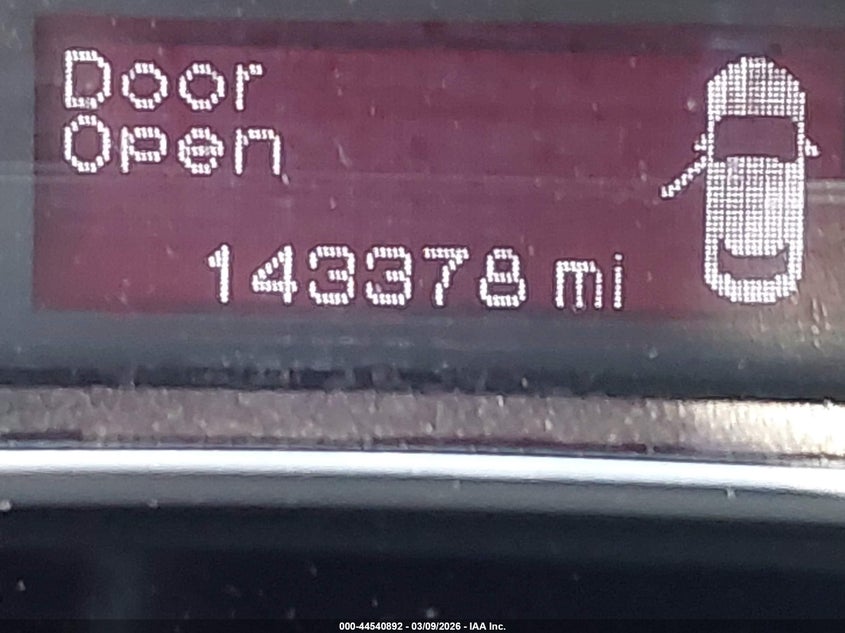 Door
Open
143378 mi
000-44540892 - 03/09/2026 - IAA Inc.